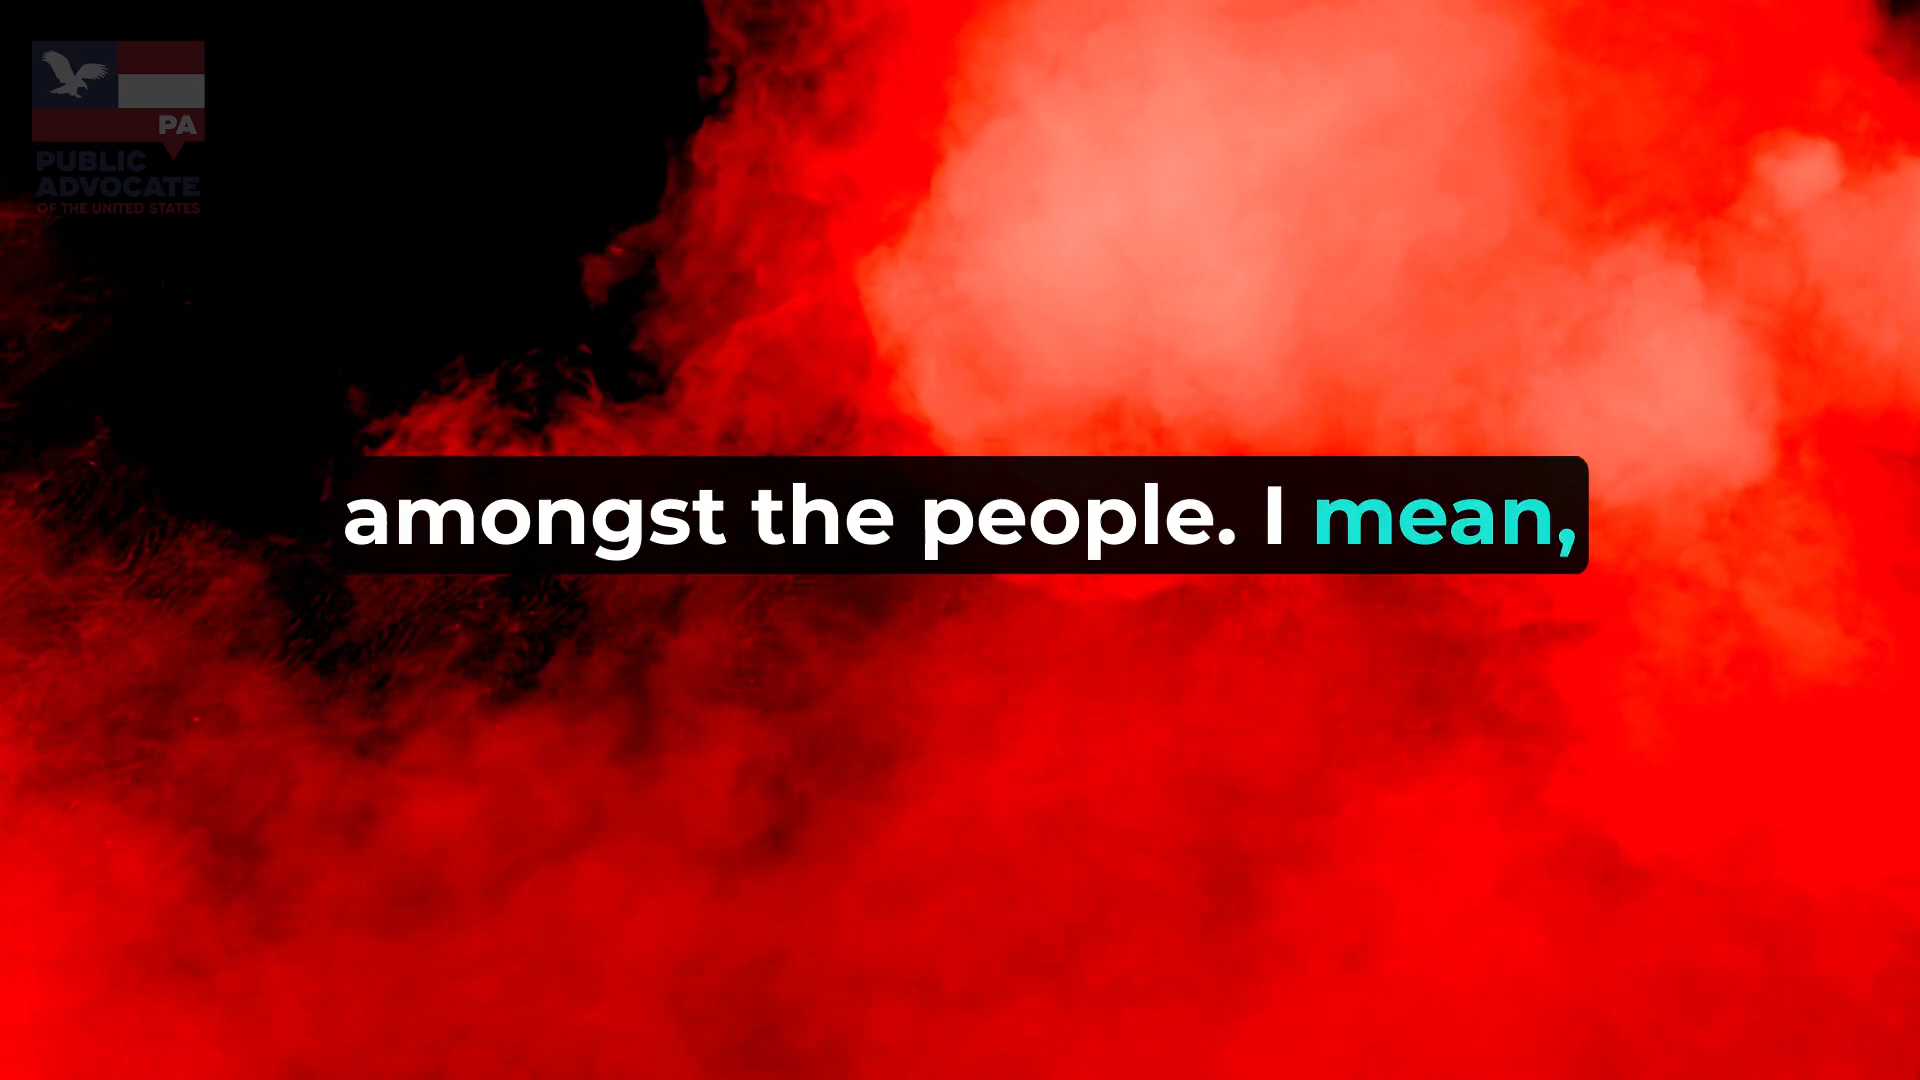 PA
PUBLIC
ADVOCATE
OF THE UNITED STATES
amongst the people. I mean,